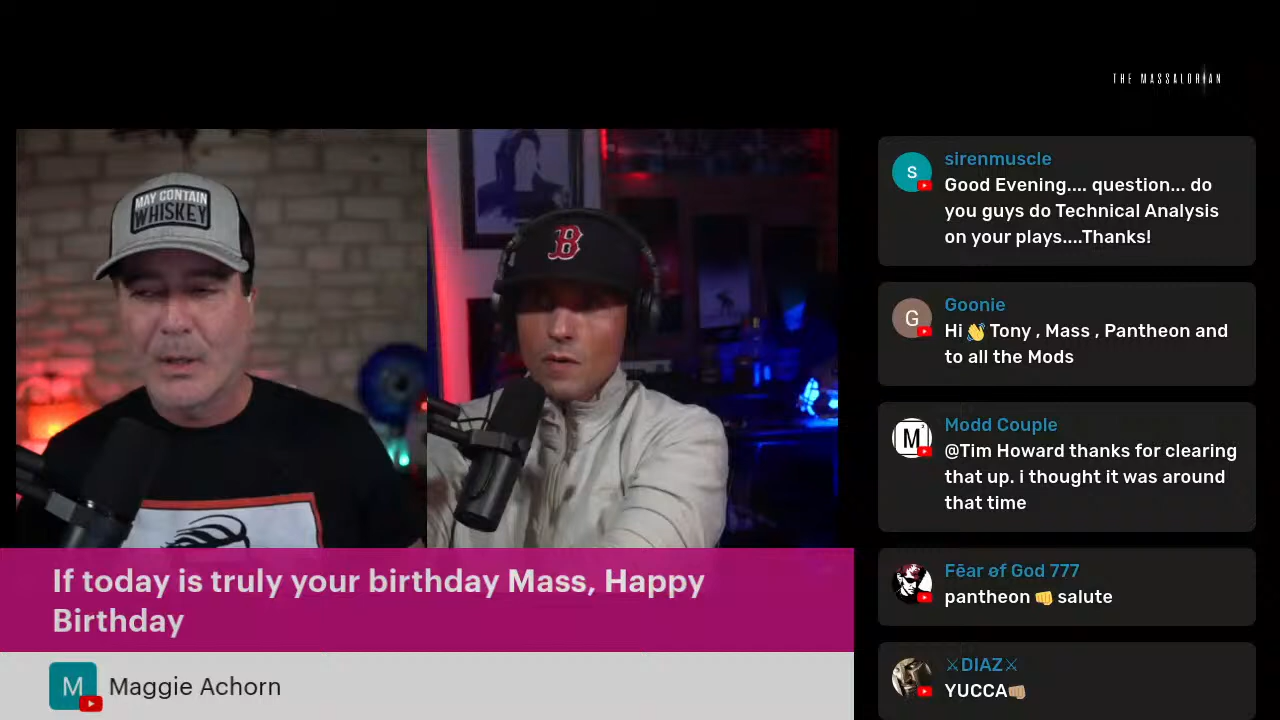 THE MASSALORIAN
MAY CONTAIN
WHISKEY
B
sirenmuscle
S
Good Evening.... question... do
you guys do Technical Analysis
on your plays....Thanks!
Goonie
G
Hi 👋 Tony , Mass , Pantheon and
to all the Mods
Modd Couple
M
@Tim Howard thanks for clearing
that up. i thought it was around
that time
Fēar of God 777
pantheon 👊 salute
⚔DIAZ⚔
YUCCA👊🏽
If today is truly your birthday Mass, Happy
Birthday
M
Maggie Achorn